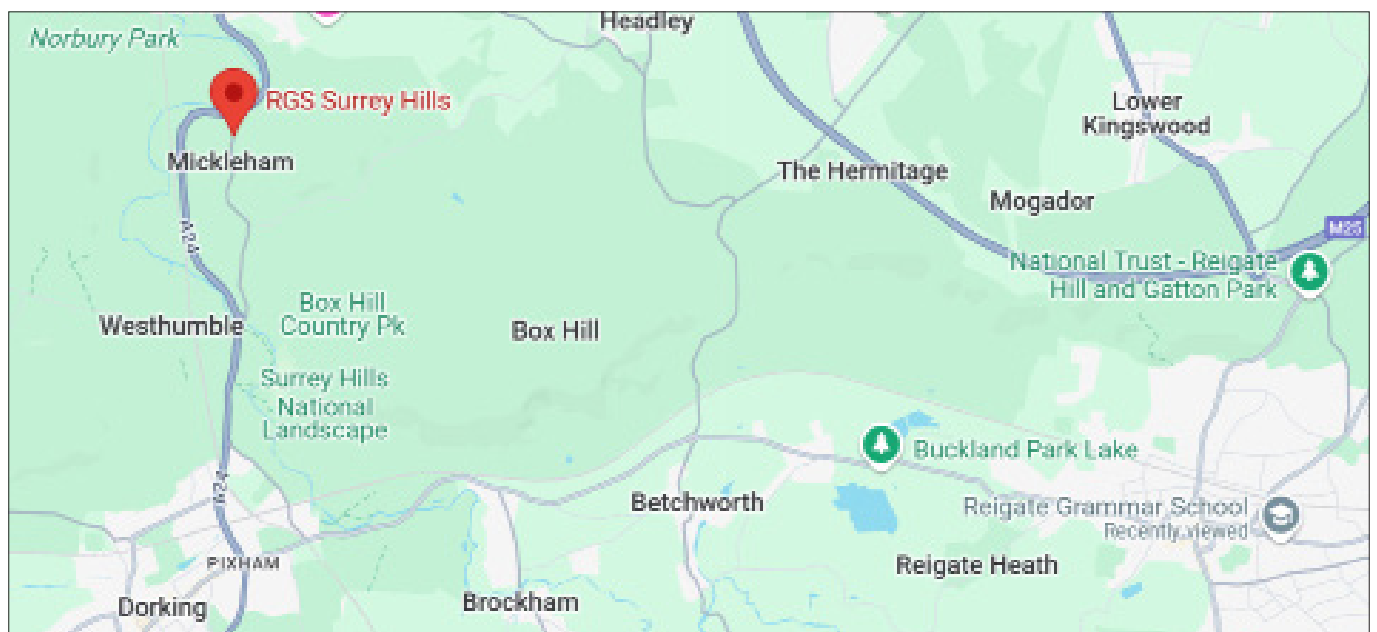 Headley
Norbury Park
RGS Surrey Hills
Lower
Kingswood
Mickleham
The Hermitage
Mogador
M25
A24
National Trust - Reigate
Hill and Gatton Park
Box Hill
Country Pk
Westhumble
Box Hill
Surrey Hills
National
Landscape
Buckland Park Lake
A24
Betchworth
Reigate Grammar School
Recently viewed
PIXHAM
Reigate Heath
Dorking
Brockham